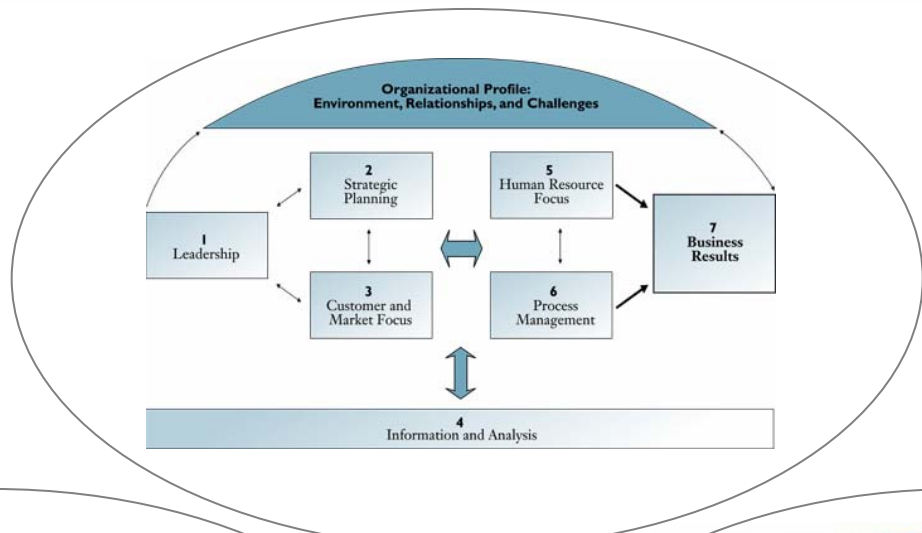 Organizational Profile:
Environment, Relationships, and Challenges
2
Strategic
Planning
5
Human Resource
Focus
1
Leadership
7
Business
Results
3
Customer and
Market Focus
6
Process
Management
4
Information and Analysis